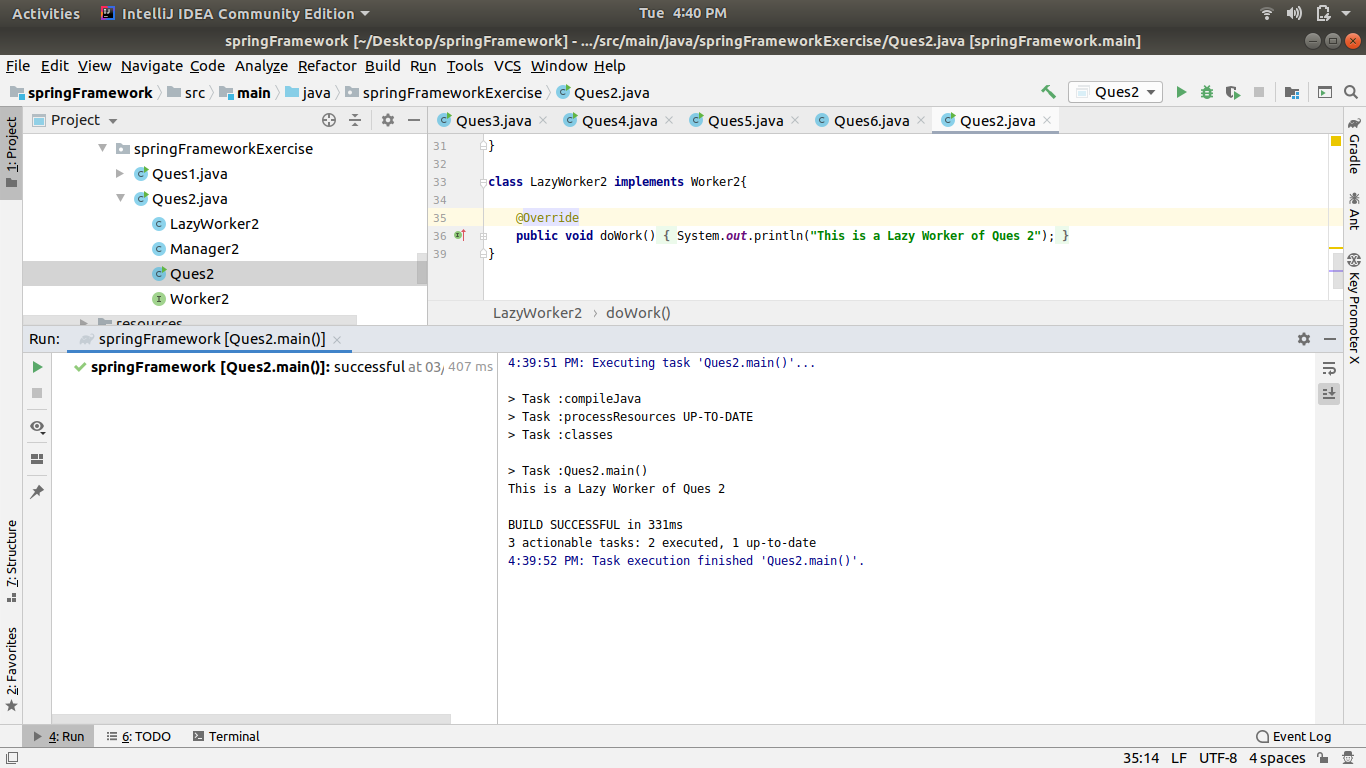 Activities IntelliJ IDEA Community Edition Tue 4:40 PM
springFramework [~/Desktop/springFramework] - .../src/main/java/springFrameworkExercise/Ques2.java [springFramework.main]
File Edit View Navigate Code Analyze Refactor Build Run Tools VCS Window Help
springFramework src main java springFrameworkExercise Ques2.java Ques2
1: Project
Project
springFrameworkExercise
Ques1.java
Ques2.java
LazyWorker2
Manager2
Ques2
Worker2
resources
Ques3.java Ques4.java Ques5.java Ques6.java Ques2.java
31 }
32
33 class LazyWorker2 implements Worker2{
34
35 @Override
36 public void doWork() { System.out.println("This is a Lazy Worker of Ques 2"); }
39 }
LazyWorker2 › doWork()
Gradle
Ant
Key Promoter X
Run: springFramework [Ques2.main()]
springFramework [Ques2.main()]: successful at 03/ 407 ms
4:39:51 PM: Executing task 'Ques2.main()'...
> Task :compileJava
> Task :processResources UP-TO-DATE
> Task :classes
> Task :Ques2.main()
This is a Lazy Worker of Ques 2
BUILD SUCCESSFUL in 331ms
3 actionable tasks: 2 executed, 1 up-to-date
4:39:52 PM: Task execution finished 'Ques2.main()'.
7: Structure
2: Favorites
4: Run 6: TODO Terminal Event Log
35:14 LF UTF-8 4 spaces